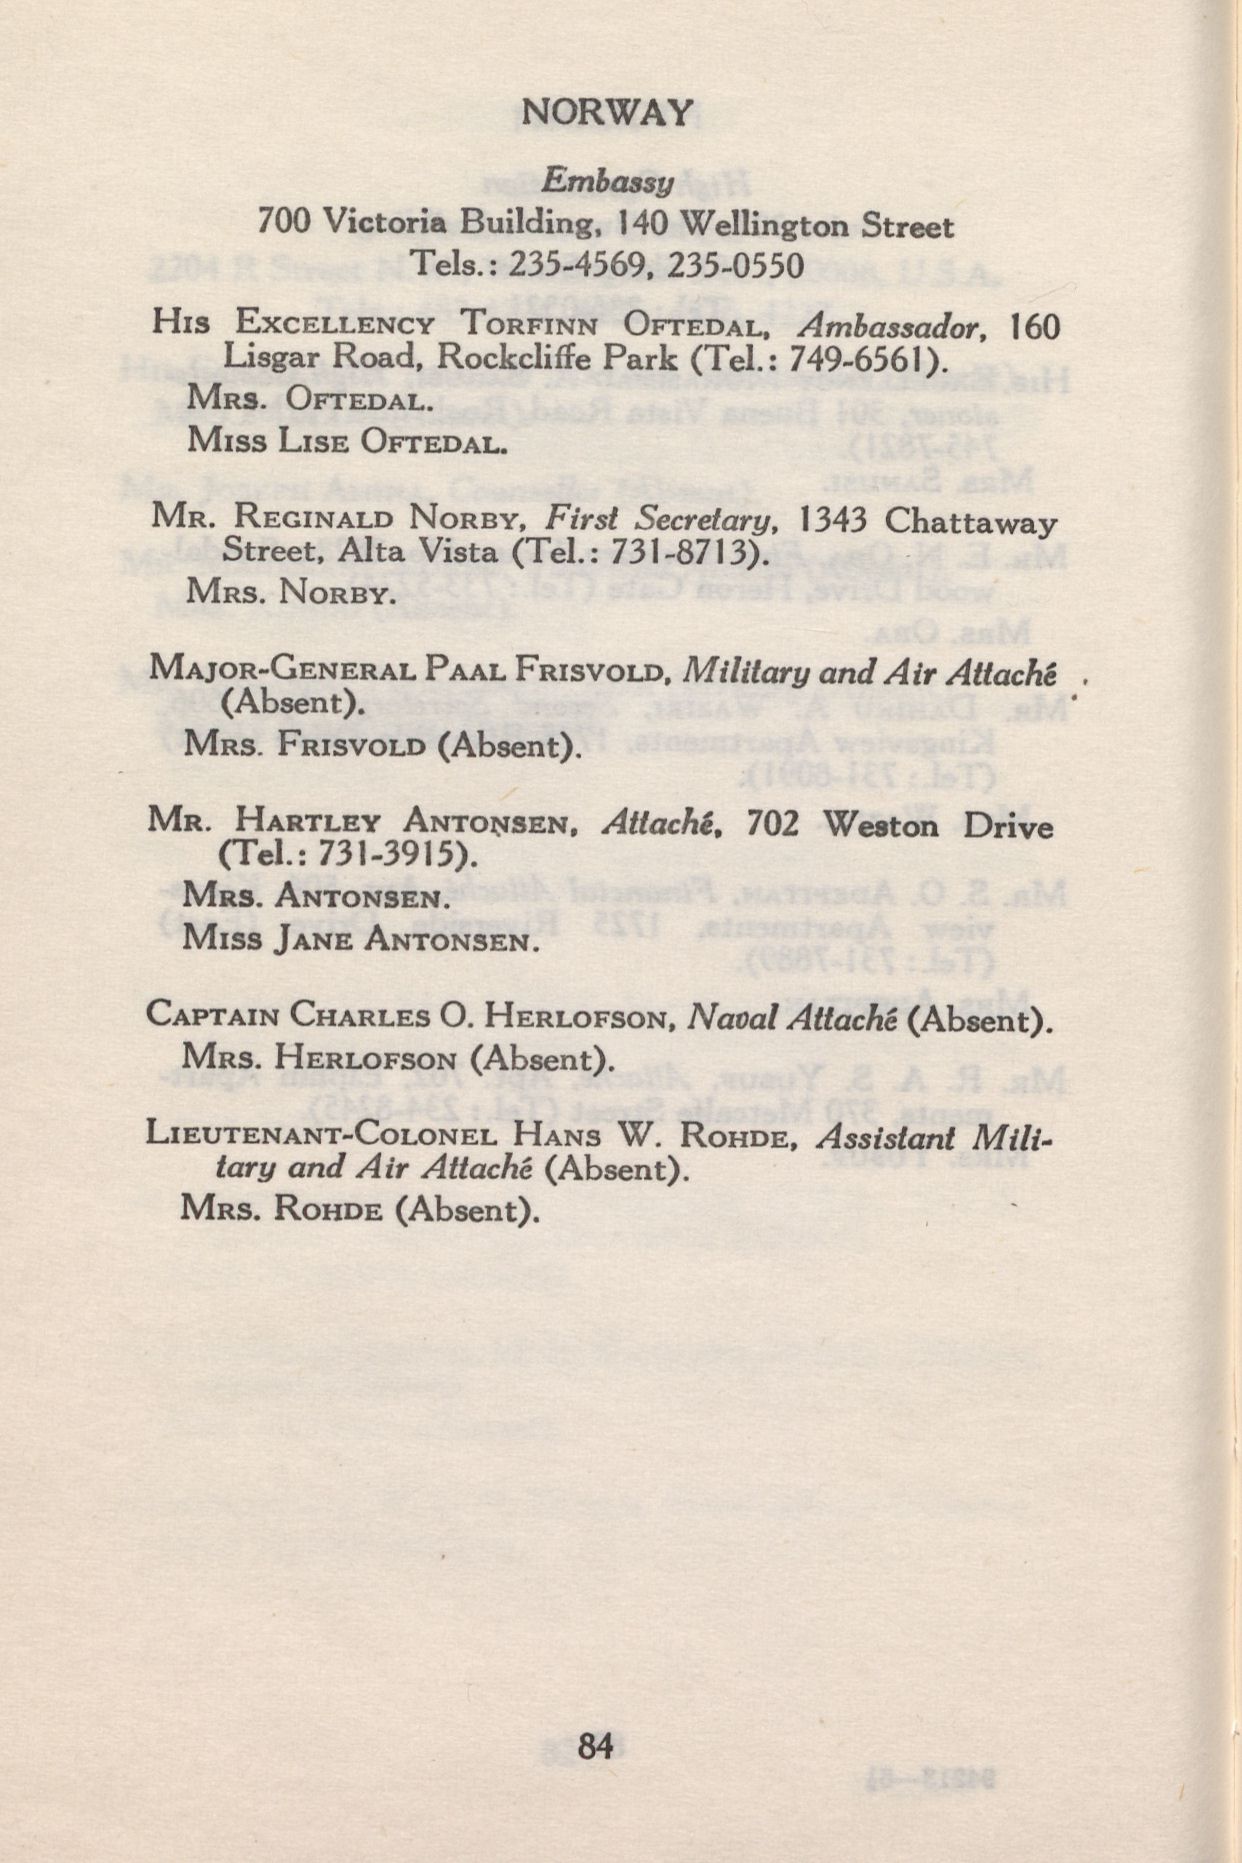 NORWAY
Embassy
700 Victoria Building, 140 Wellington Street
Tels.: 235-4569, 235-0550
HIS EXCELLENCY TORFINN OFTEDAL, Ambassador, 160
Lisgar Road, Rockcliffe Park (Tel.: 749-6561).
MRS. OFTEDAL.
MISS LISE OFTEDAL.
MR. REGINALD NORBY, First Secretary, 1343 Chattaway
Street, Alta Vista (Tel.: 731-8713).
MRS. NORBY.
MAJOR-GENERAL PAAL FRISVOLD, Military and Air Attaché
(Absent).
MRS. FRISVOLD (Absent).
MR. HARTLEY ANTONSEN, Attaché, 702 Weston Drive
(Tel.: 731-3915).
MRS. ANTONSEN.
MISS JANE ANTONSEN.
CAPTAIN CHARLES O. HERLOFSON, Naval Attaché (Absent).
MRS. HERLOFSON (Absent).
LIEUTENANT-COLONEL HANS W. ROHDE, Assistant Mili-
tary and Air Attaché (Absent).
MRS. ROHDE (Absent).
84